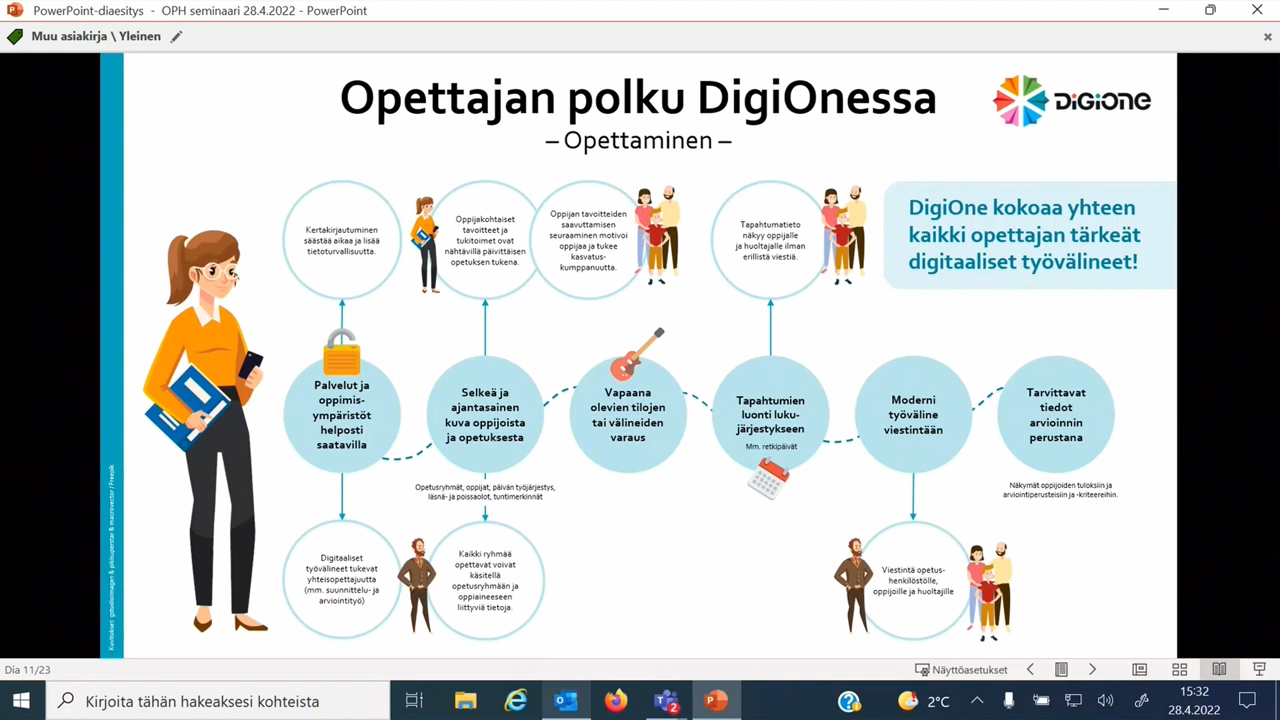 PowerPoint-diaesitys - OPH seminaari 28.4.2022 - PowerPoint
Muu asiakirja \ Yleinen
Opettajan polku DigiOnessa
– Opettaminen –
DIGIONE
Kertakirjautuminen
säästää aikaa ja lisää
tietoturvallisuutta.
Oppijakohtaiset
tavoitteet ja
tukitoimet ovat
nähtävillä päivittäisen
opetuksen tukena.
Oppijan tavoitteiden
saavuttamisen
seuraaminen motivoi
oppijaa ja tukee
kasvatus-
kumppanuutta.
Tapahtumatieto
näkyy oppijalle
ja huoltajalle ilman
erillistä viestiä.
DigiOne kokoaa yhteen
kaikki opettajan tärkeät
digitaaliset työvälineet!
Palvelut ja
oppimis-
ympäristöt
helposti
saatavilla
Selkeä ja
ajantasainen
kuva oppijoista
ja opetuksesta
Vapaana
olevien tilojen
tai välineiden
varaus
Tapahtumien
luonti luku-
järjestykseen
Mm. retkipäivät
Moderni
työväline
viestintään
Tarvittavat
tiedot
arvioinnin
perustana
Opetusryhmät, oppijat, päivän työjärjestys,
läsnä- ja poissaolot, tuntimerkinnät
Näkymät oppijoiden tuloksiin ja
arviointiperusteisiin ja -kriteereihin.
Digitaaliset
työvälineet tukevat
yhteisopettajuutta
(mm. suunnittelu- ja
arviointityö)
Kaikki ryhmää
opettavat voivat
käsitellä
opetusryhmään ja
oppiaineeseen
liittyviä tietoja.
Viestintä opetus-
henkilöstölle,
oppijoille ja huoltajille
Kuvitukset: gstudioimagen & pikisuperstar & macrovector / Freepik
Dia 11/23
Näyttöasetukset
Kirjoita tähän hakeaksesi kohteista
2°C
15:32
28.4.2022